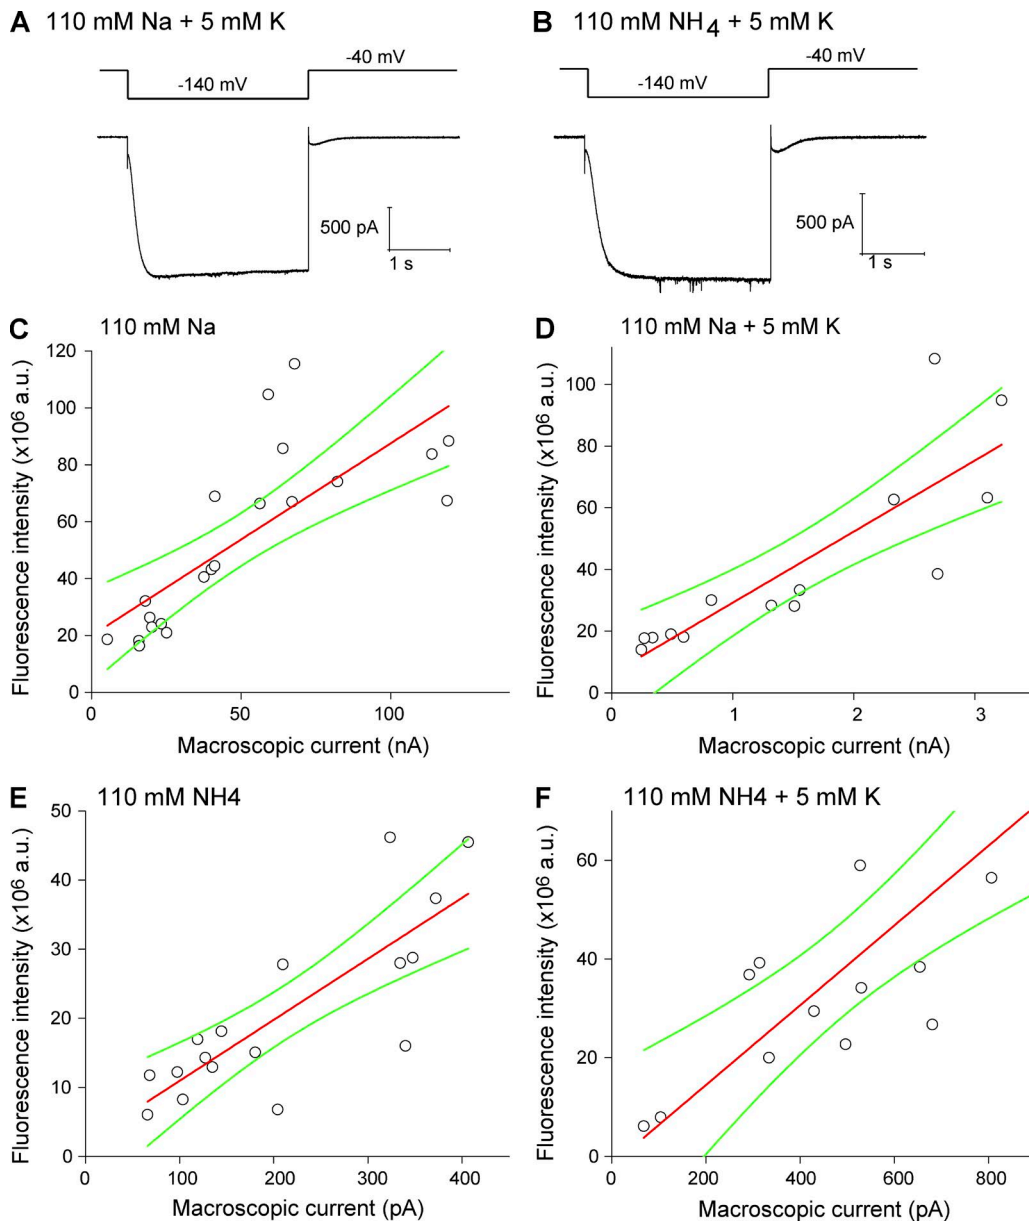 A 110 mM Na + 5 mM K
-40 mV
-140 mV
500 pA
1 s
B 110 mM NH4 + 5 mM K
-40 mV
-140 mV
500 pA
1 s
C 110 mM Na
Fluorescence intensity (x10⁶ a.u.)
120
100
80
60
40
20
0
0 50 100
Macroscopic current (nA)
D 110 mM Na + 5 mM K
Fluorescence intensity (x10⁶ a.u.)
100
80
60
40
20
0
0 1 2 3
Macroscopic current (nA)
E 110 mM NH4
Fluorescence intensity (x10⁶ a.u.)
50
40
30
20
10
0
0 100 200 300 400
Macroscopic current (pA)
F 110 mM NH4 + 5 mM K
Fluorescence intensity (x10⁶ a.u.)
60
40
20
0
0 200 400 600 800
Macroscopic current (pA)